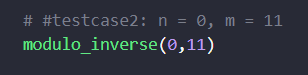 # #testcase2: n = 0, m = 11
modulo_inverse(0,11)